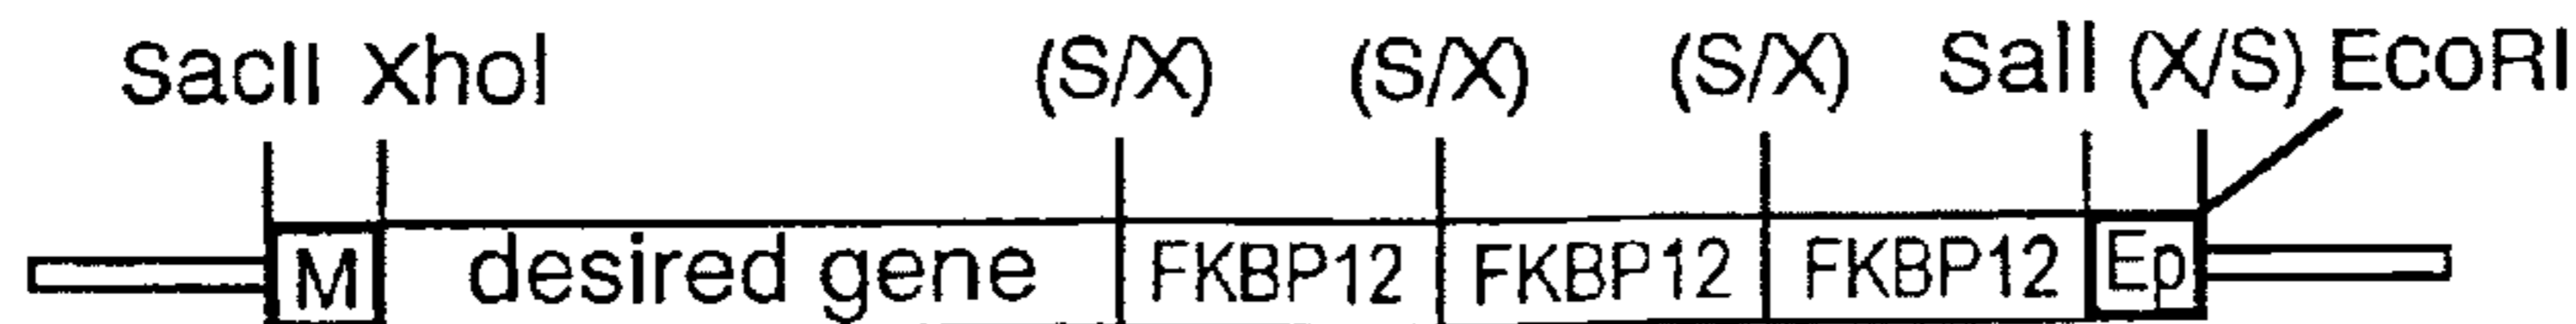 SacII XhoI (S/X) (S/X) (S/X) SalI (X/S) EcoRI
M desired gene FKBP12 FKBP12 FKBP12 Ep